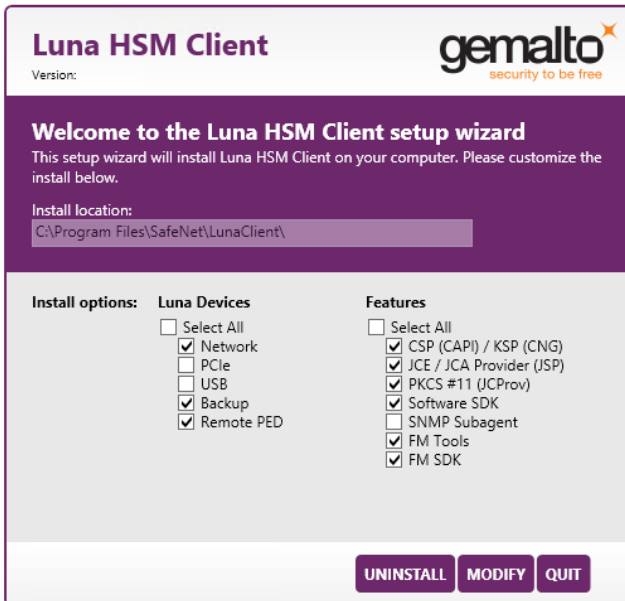 Luna HSM Client
Version:
gemalto
security to be free
Welcome to the Luna HSM Client setup wizard
This setup wizard will install Luna HSM Client on your computer. Please customize the
install below.
Install location:
C:\Program Files\SafeNet\LunaClient\
Install options:
Luna Devices
Select All
Network
PCIe
USB
Backup
Remote PED
Features
Select All
CSP (CAPI) / KSP (CNG)
JCE / JCA Provider (JSP)
PKCS #11 (JCProv)
Software SDK
SNMP Subagent
FM Tools
FM SDK
UNINSTALL
MODIFY
QUIT